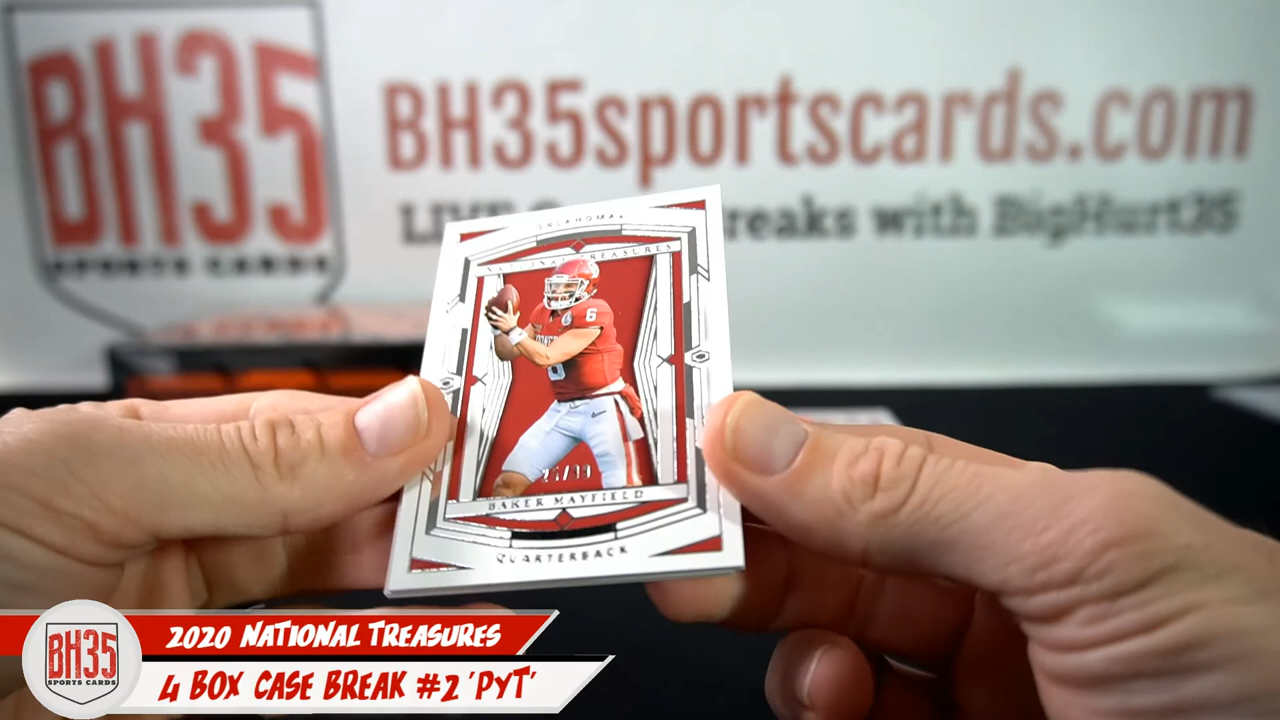 BH35
SPORTS CARDS
BH35sportscards.com
LIVE reaks with BigHurt35
OKLAHOMA
NATIONAL TREASURES
6
BAKER MAYFIELD
QUARTERBACK
BH35
SPORTS CARDS
2020 NATIONAL TREASURES
4 BOX CASE BREAK #2 'PYT'